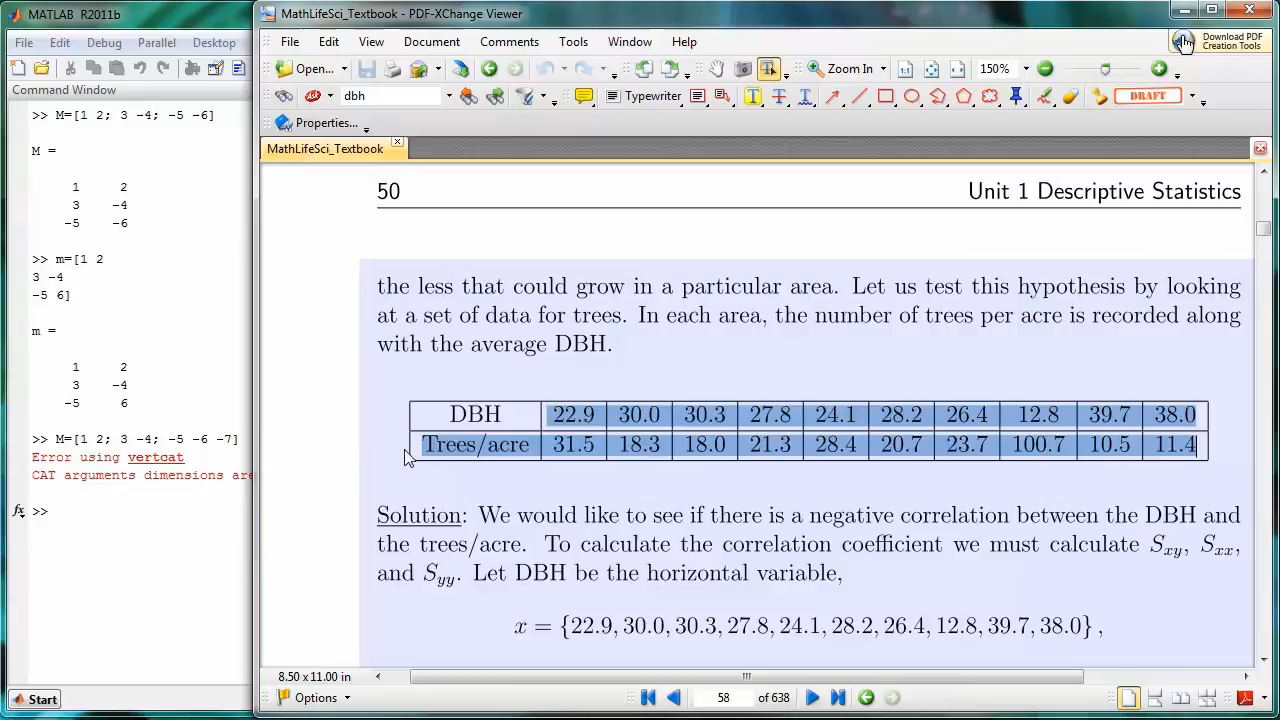 MATLAB R2011b
File Edit Debug Parallel Desktop
Command Window
>> M=[1 2; 3 -4; -5 -6]
M =
1 2
3 -4
-5 -6
>> m=[1 2
3 -4
-5 6]
m =
1 2
3 -4
-5 6
>> M=[1 2; 3 -4; -5 -6 -7]
Error using vertcat
CAT arguments dimensions are
fx >>
Start
MathLifeSci_Textbook - PDF-XChange Viewer
File Edit View Document Comments Tools Window Help
Download PDF
Creation Tools
Open... Zoom In 150%
dbh Typewriter DRAFT
Properties...
MathLifeSci_Textbook
50 Unit 1 Descriptive Statistics
the less that could grow in a particular area. Let us test this hypothesis by looking
at a set of data for trees. In each area, the number of trees per acre is recorded along
with the average DBH.
DBH 22.9 30.0 30.3 27.8 24.1 28.2 26.4 12.8 39.7 38.0
Trees/acre 31.5 18.3 18.0 21.3 28.4 20.7 23.7 100.7 10.5 11.4
Solution: We would like to see if there is a negative correlation between the DBH and
the trees/acre. To calculate the correlation coefficient we must calculate Sxy, Sxx,
and Syy. Let DBH be the horizontal variable,
x = {22.9, 30.0, 30.3, 27.8, 24.1, 28.2, 26.4, 12.8, 39.7, 38.0} ,
8.50 x 11.00 in
Options 58 of 638